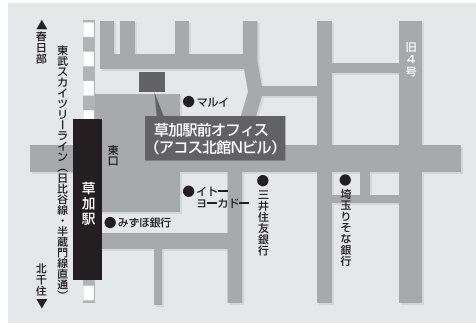 ▲春日部
東武スカイツリーライン（日比谷線・半蔵門線直通）
北千住▼
草加駅
東口
マルイ
草加駅前オフィス
（アコス北館Nビル）
イトー
ヨーカドー
みずほ銀行
三井住友銀行
埼玉りそな銀行
旧4号